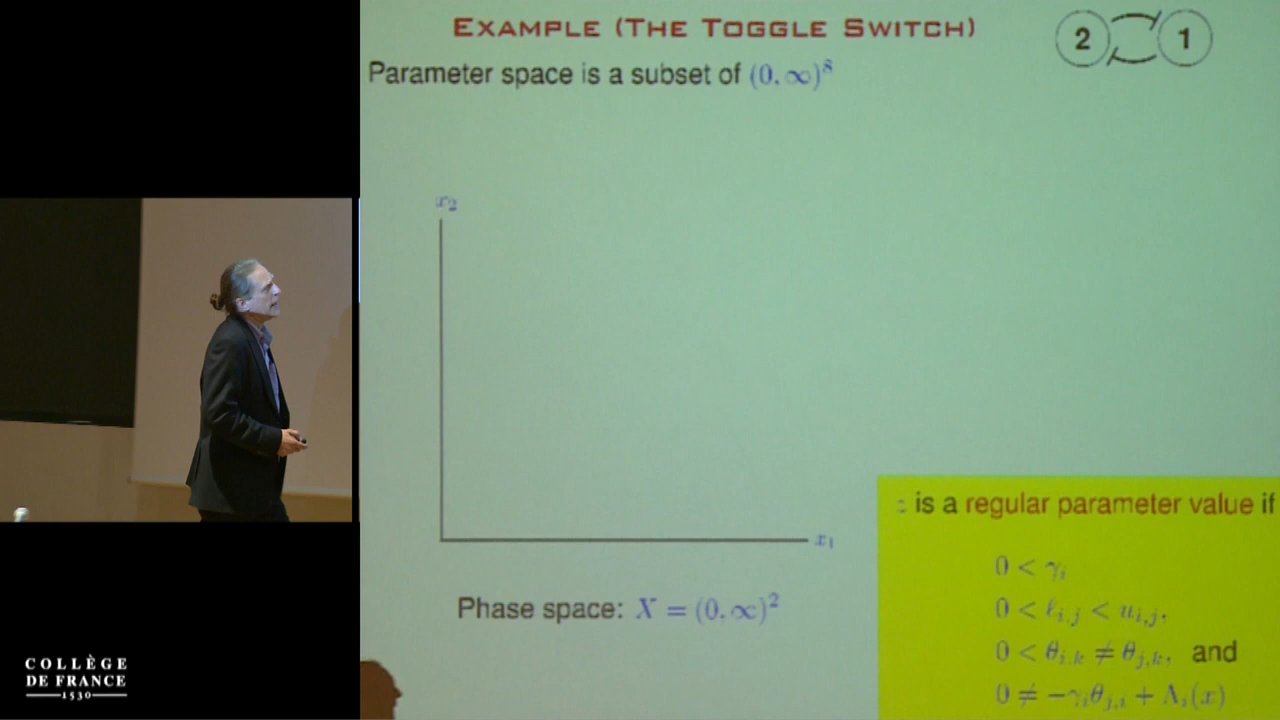 EXAMPLE (THE TOGGLE SWITCH)
2 1
Parameter space is a subset of (0, ∞)⁸
x₂
x₁
Phase space: X = (0, ∞)²
is a regular parameter value if
0 < γᵢ
0 < ℓᵢ,ⱼ < uᵢ,ⱼ,
0 < θᵢ,ₖ ≠ θⱼ,ₖ, and
0 ≠ −γᵢθⱼ,ᵢ + Λᵢ(x)
COLLÈGE
DE FRANCE
1530